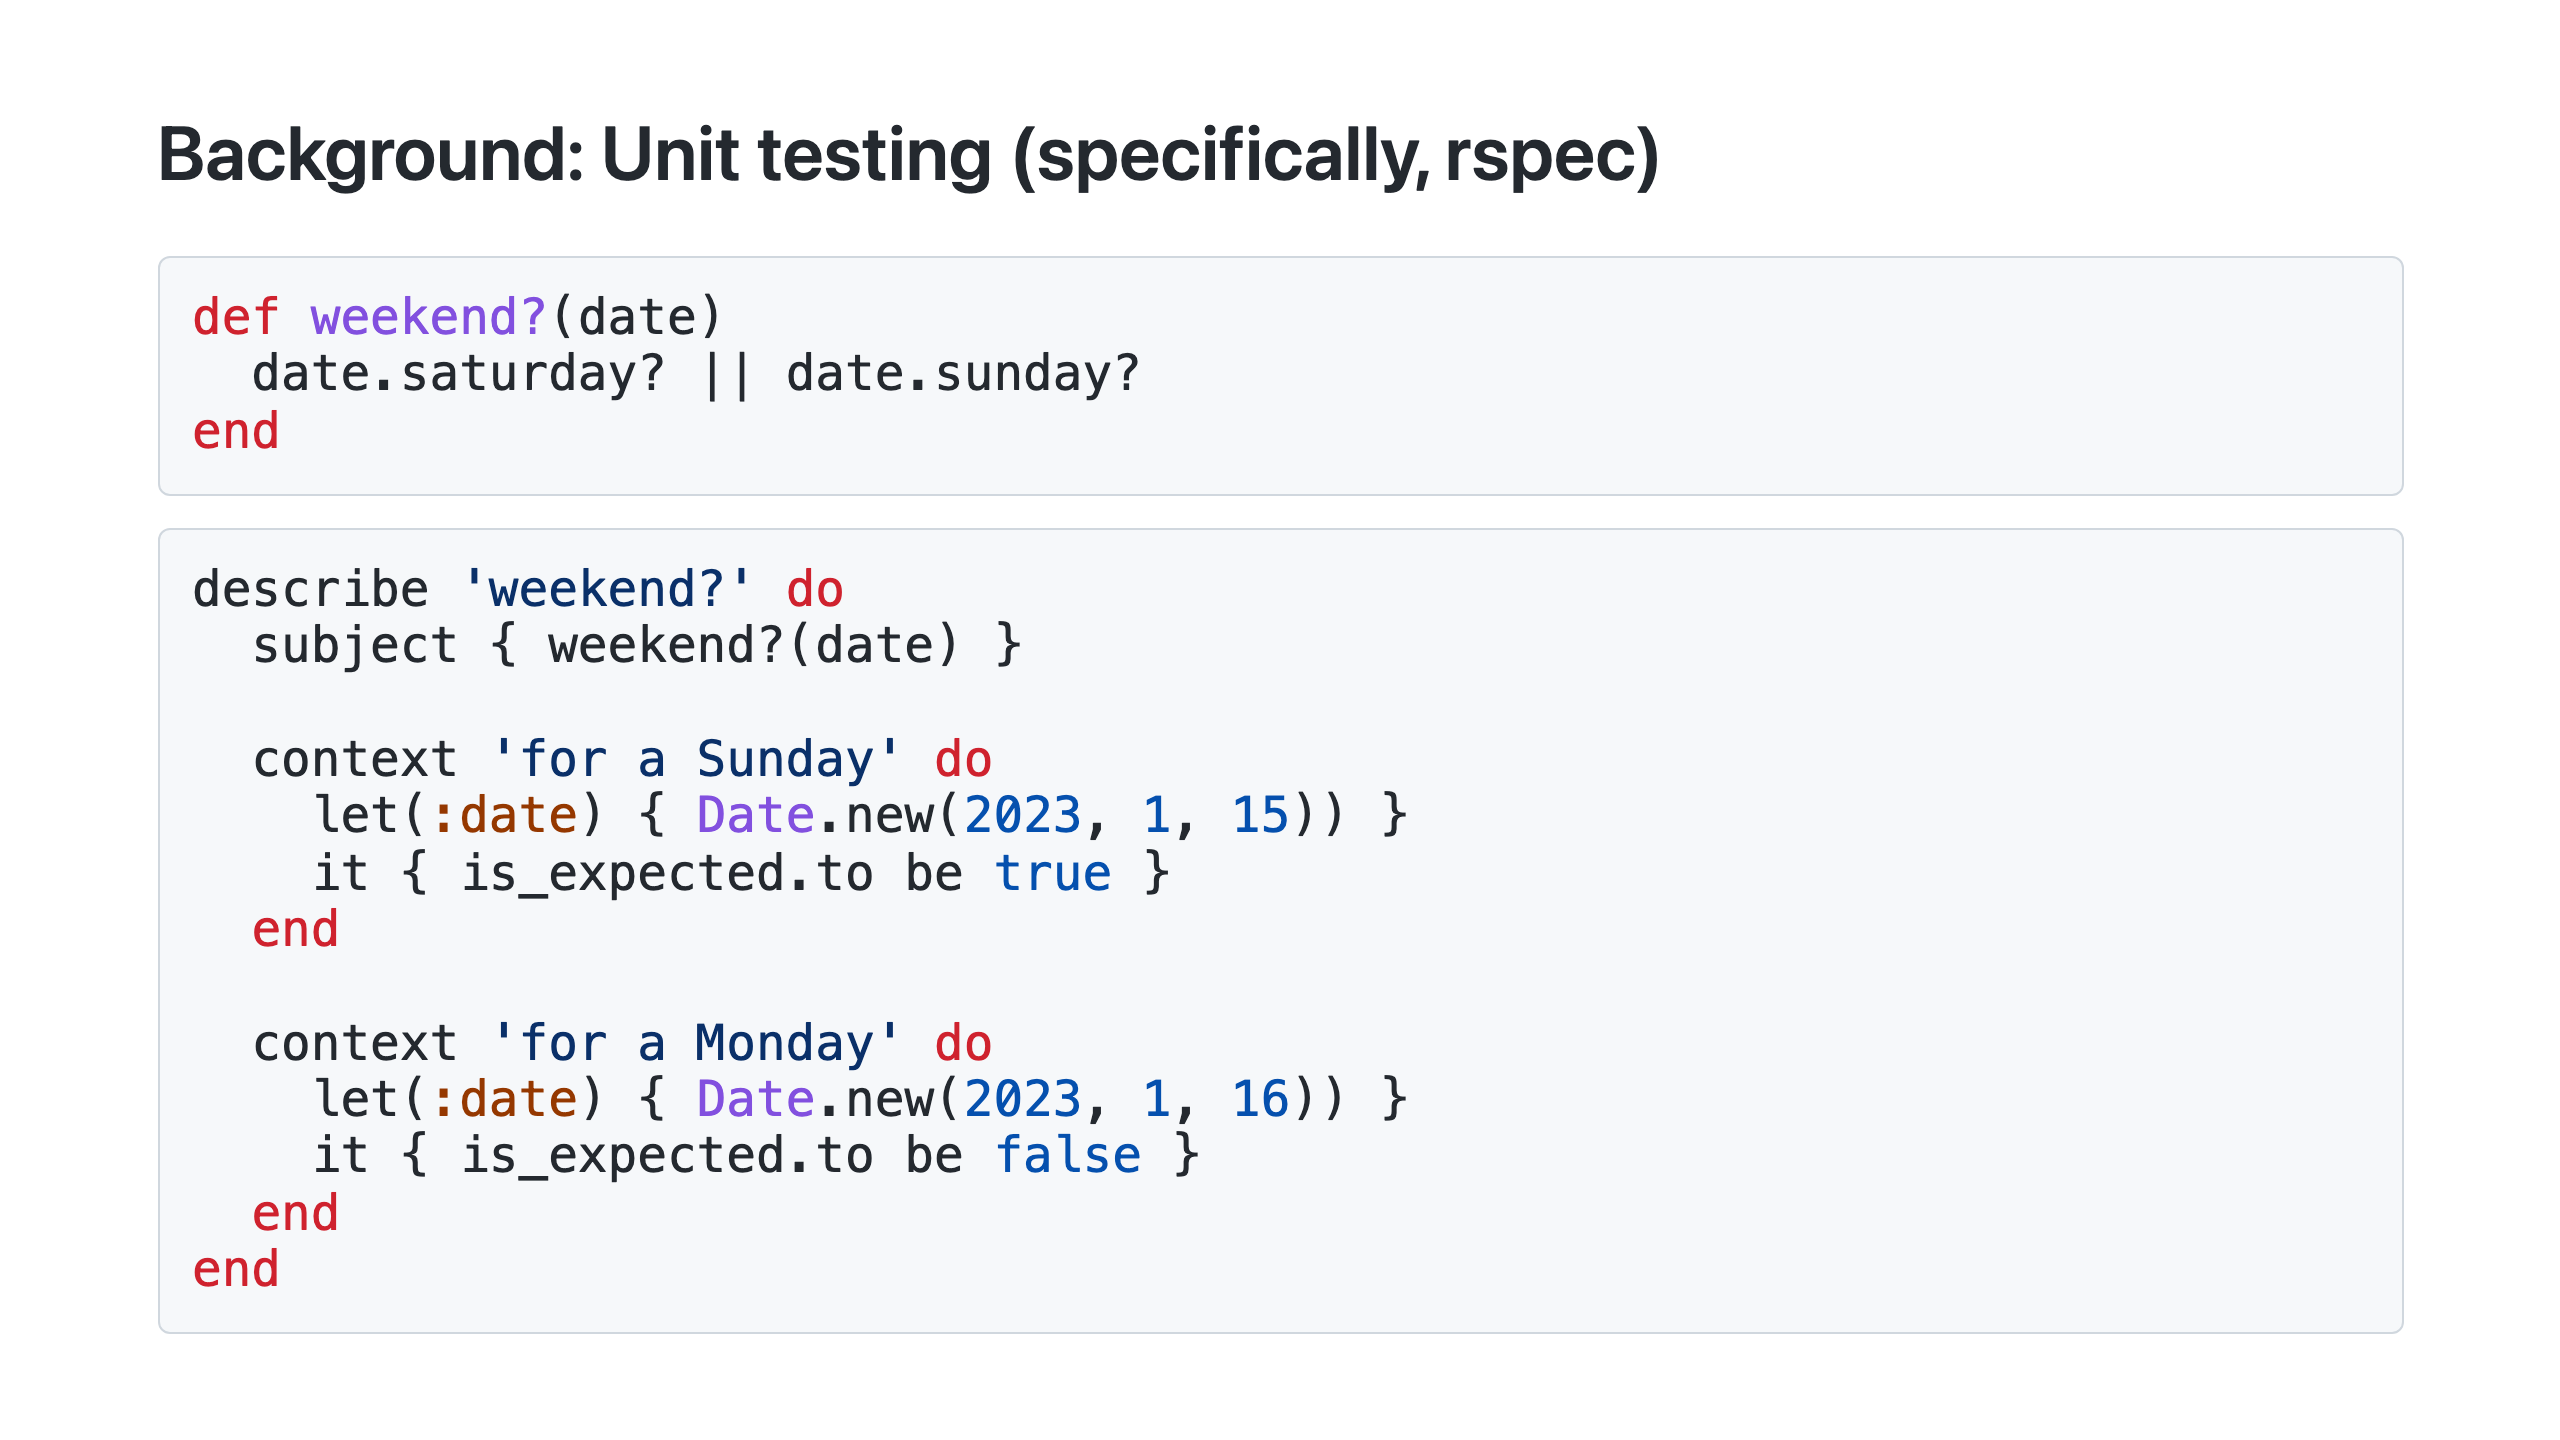 Background: Unit testing (specifically, rspec)
def weekend?(date)
  date.saturday? || date.sunday?
end
describe 'weekend?' do
  subject { weekend?(date) }

  context 'for a Sunday' do
    let(:date) { Date.new(2023, 1, 15)) }
    it { is_expected.to be true }
  end

  context 'for a Monday' do
    let(:date) { Date.new(2023, 1, 16)) }
    it { is_expected.to be false }
  end
end